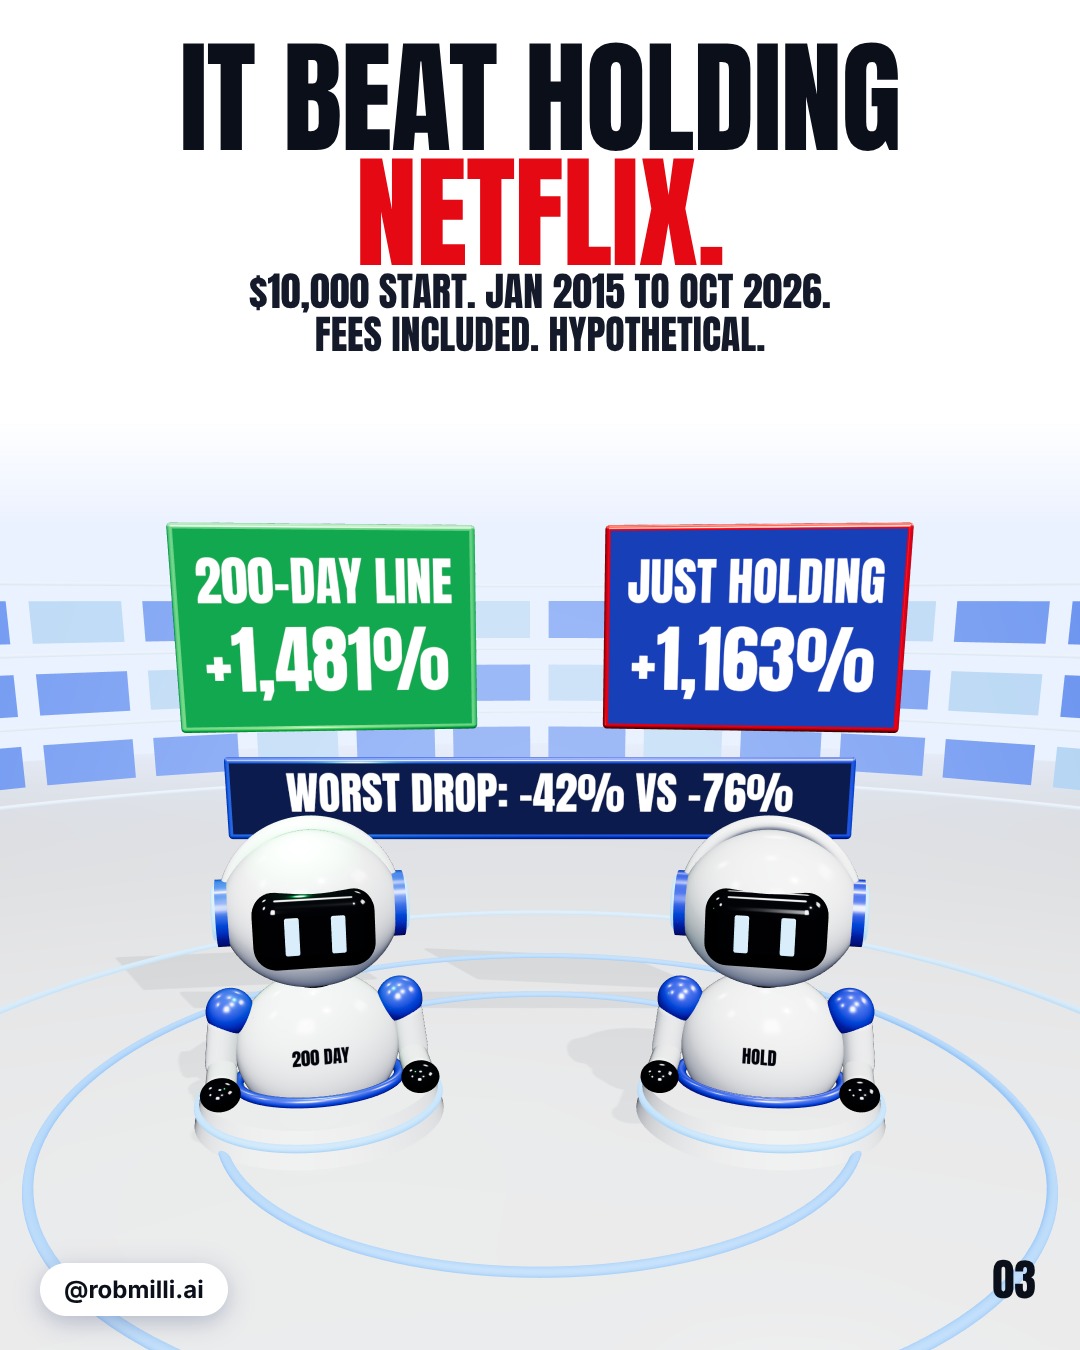 IT BEAT HOLDING
NETFLIX.
$10,000 START. JAN 2015 TO OCT 2026.
FEES INCLUDED. HYPOTHETICAL.
200-DAY LINE
+1,481%
JUST HOLDING
+1,163%
WORST DROP: -42% VS -76%
200 DAY
HOLD
@robmilli.ai
03